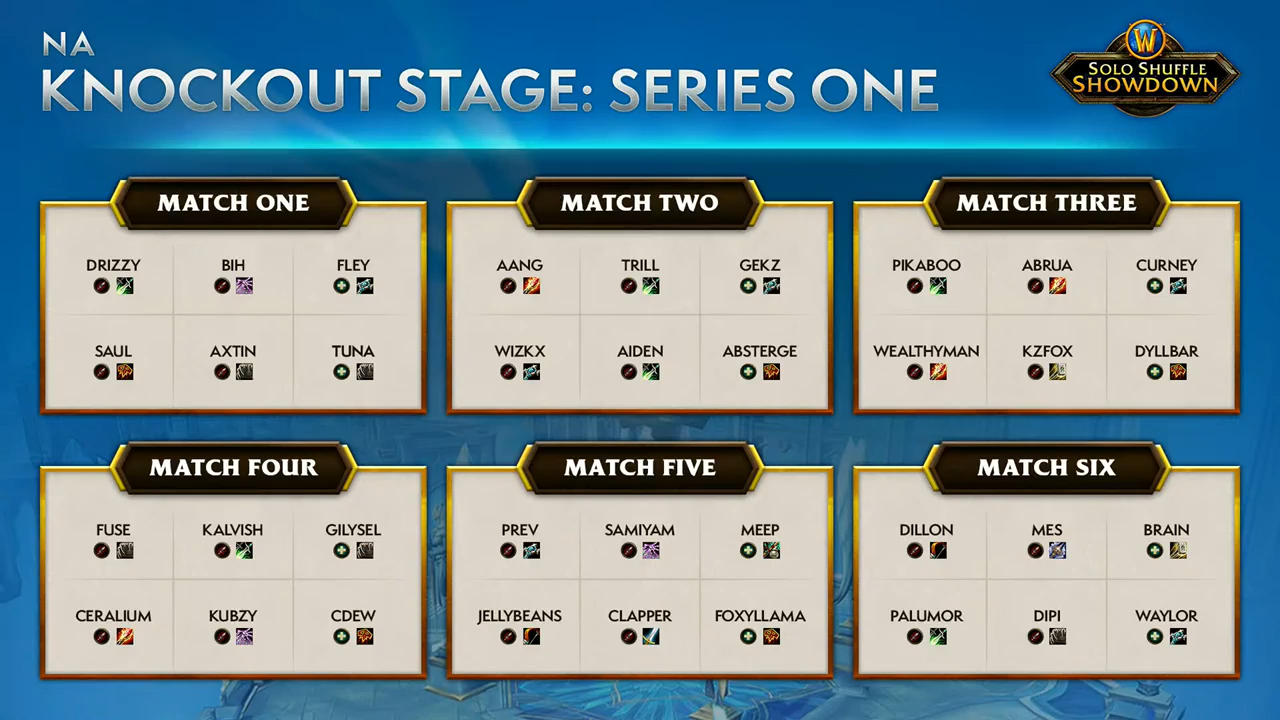 NA
KNOCKOUT STAGE: SERIES ONE
W
SOLO SHUFFLE
SHOWDOWN
MATCH ONE
DRIZZY BIH FLEY
SAUL AXTIN TUNA
MATCH TWO
AANG TRILL GEKZ
WIZKX AIDEN ABSTERGE
MATCH THREE
PIKABOO ABRUA CURNEY
WEALTHYMAN KZFOX DYLLBAR
MATCH FOUR
FUSE KALVISH GILYSEL
CERALIUM KUBZY CDEW
MATCH FIVE
PREV SAMIYAM MEEP
JELLYBEANS CLAPPER FOXYLLAMA
MATCH SIX
DILLON MES BRAIN
PALUMOR DIPI WAYLOR